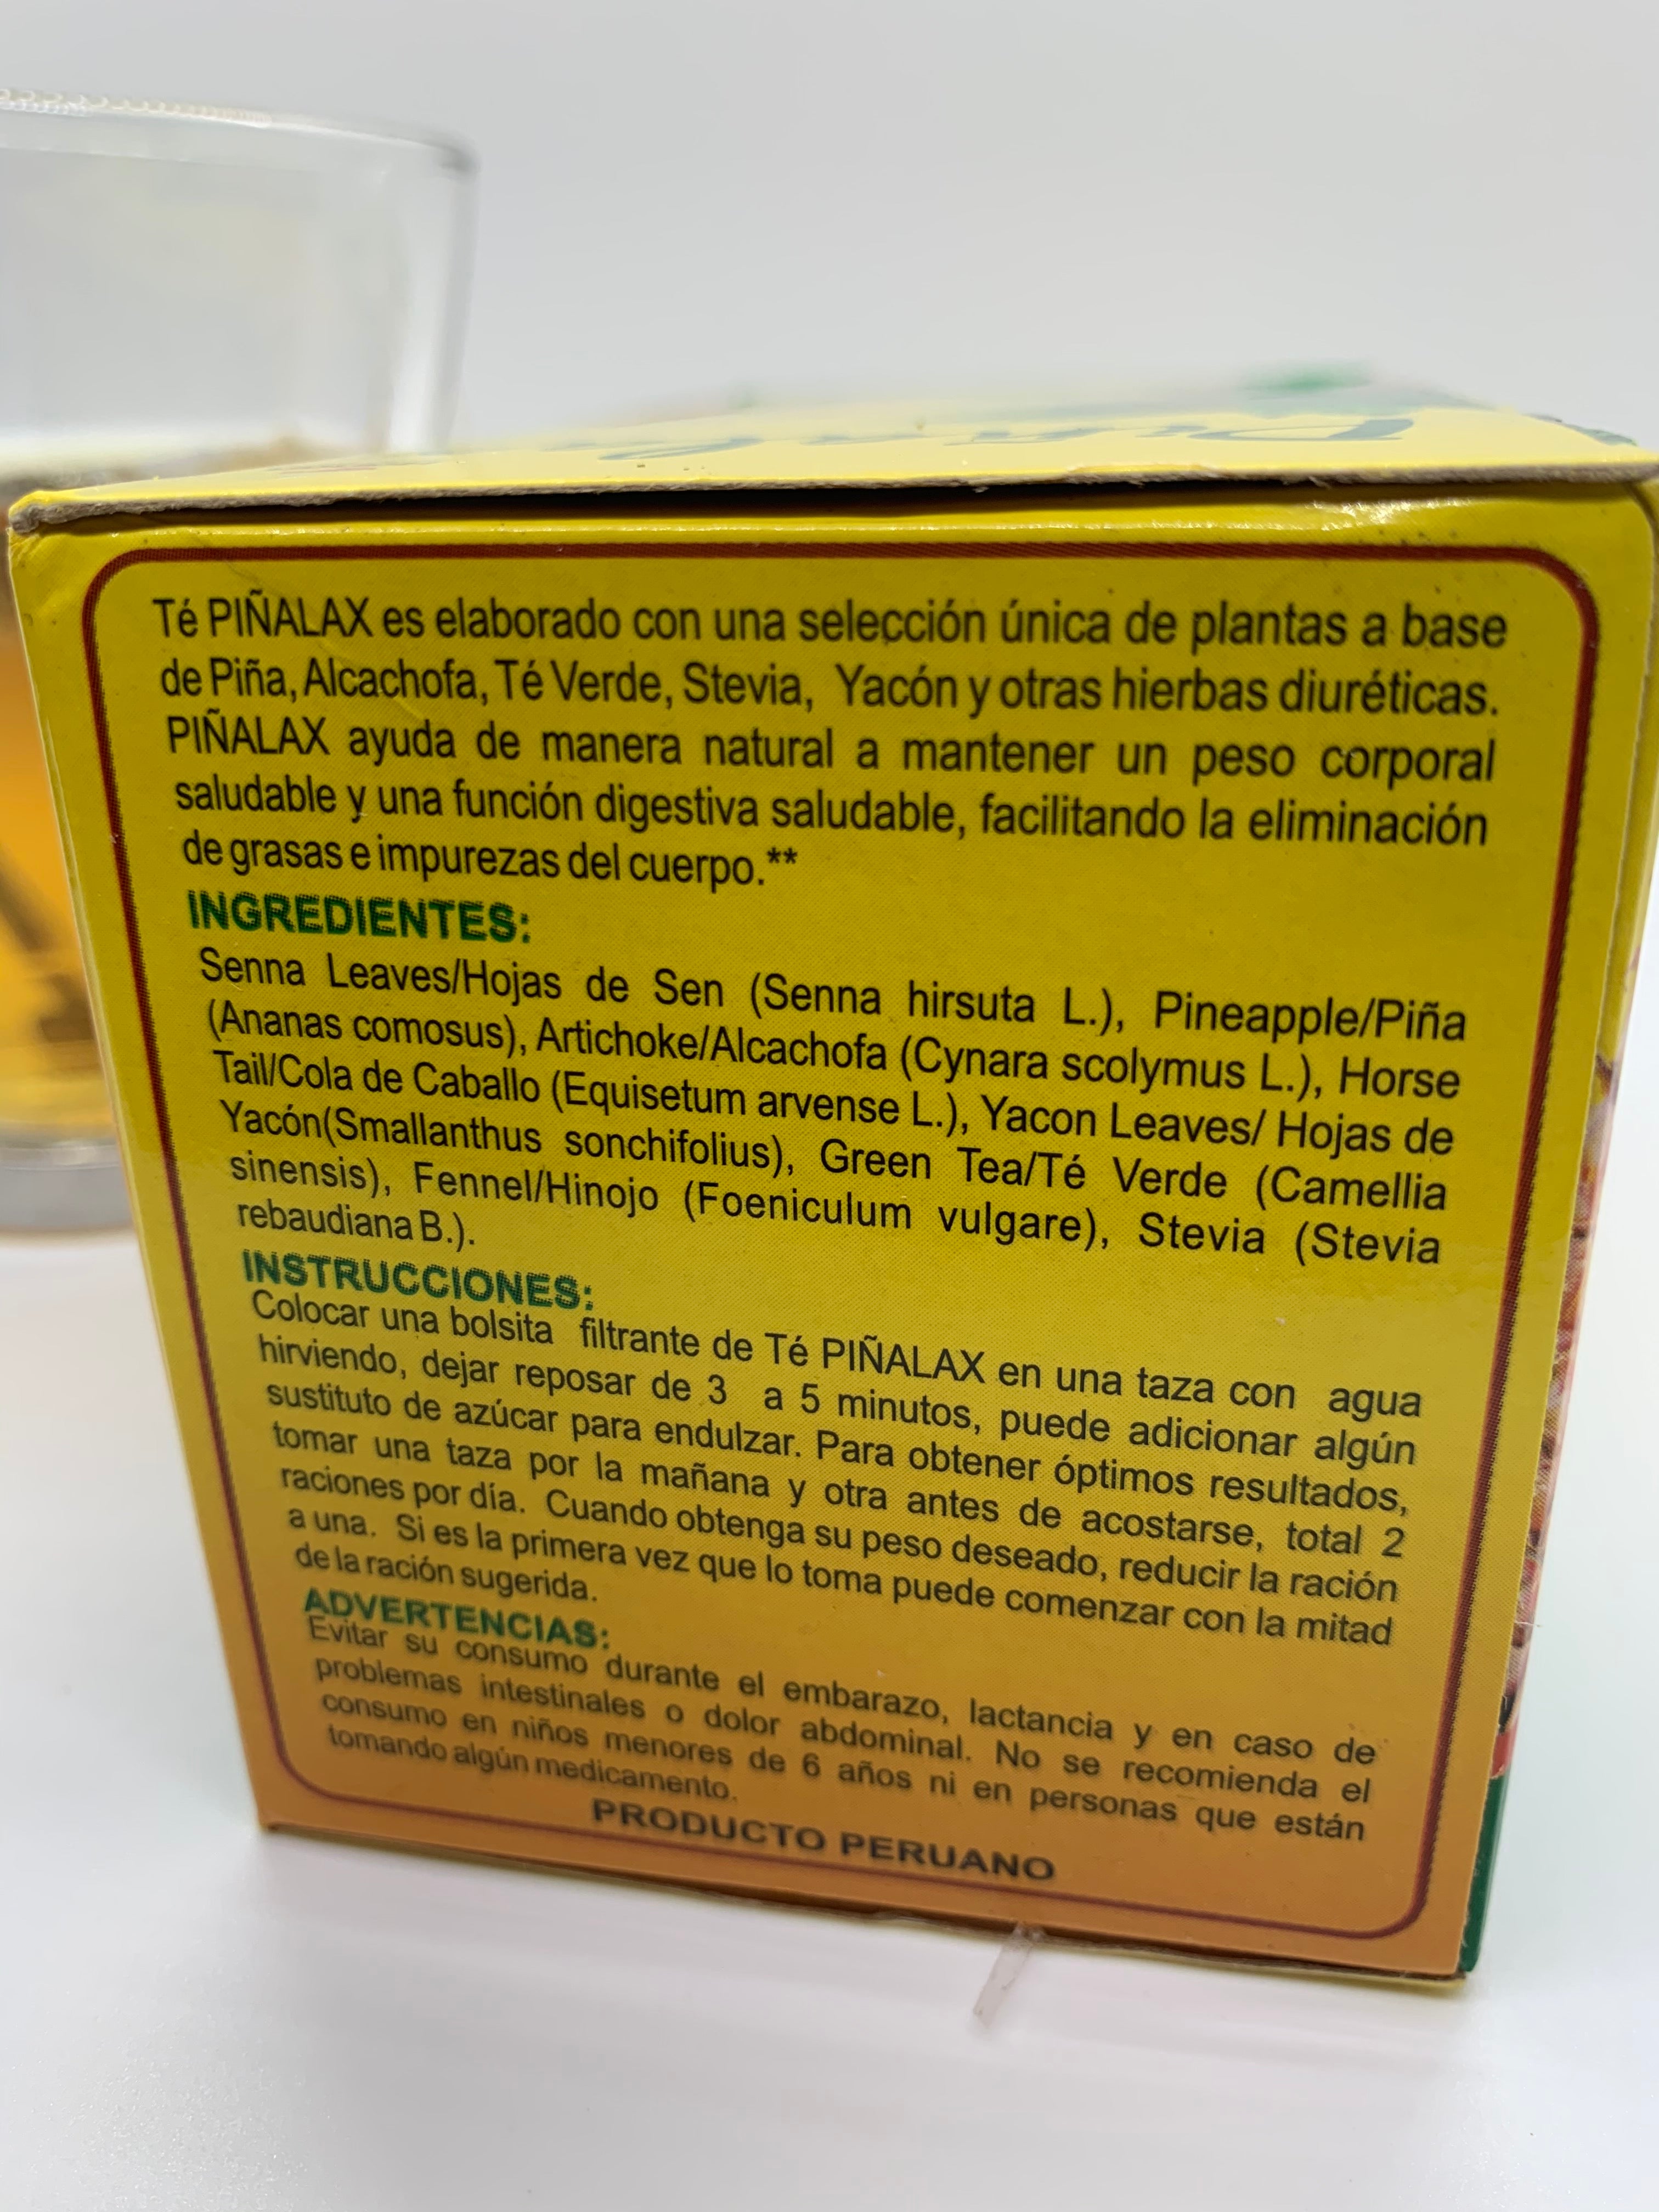 Té PIÑALAX es elaborado con una selección única de plantas a base
de Piña, Alcachofa, Té Verde, Stevia, Yacón y otras hierbas diuréticas.
PIÑALAX ayuda de manera natural a mantener un peso corporal
saludable y una función digestiva saludable, facilitando la eliminación
de grasas e impurezas del cuerpo.**
INGREDIENTES:
Senna Leaves/Hojas de Sen (Senna hirsuta L.), Pineapple/Piña
(Ananas comosus), Artichoke/Alcachofa (Cynara scolymus L.), Horse
Tail/Cola de Caballo (Equisetum arvense L.), Yacon Leaves/ Hojas de
Yacón(Smallanthus sonchifolius), Green Tea/Té Verde (Camellia
sinensis), Fennel/Hinojo (Foeniculum vulgare), Stevia (Stevia
rebaudiana B.).
INSTRUCCIONES:
Colocar una bolsita filtrante de Té PIÑALAX en una taza con agua
hirviendo, dejar reposar de 3 a 5 minutos, puede adicionar algún
sustituto de azúcar para endulzar. Para obtener óptimos resultados,
tomar una taza por la mañana y otra antes de acostarse, total 2
raciones por día. Cuando obtenga su peso deseado, reducir la ración
a una. Si es la primera vez que lo toma puede comenzar con la mitad
de la ración sugerida.
ADVERTENCIAS:
Evitar su consumo durante el embarazo, lactancia y en caso de
problemas intestinales o dolor abdominal. No se recomienda el
consumo en niños menores de 6 años ni en personas que están
tomando algún medicamento.
PRODUCTO PERUANO